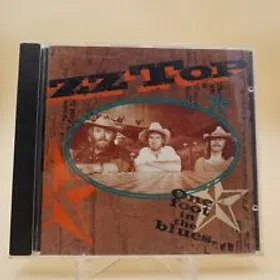 ZZ Top
One
foot
in the
blues